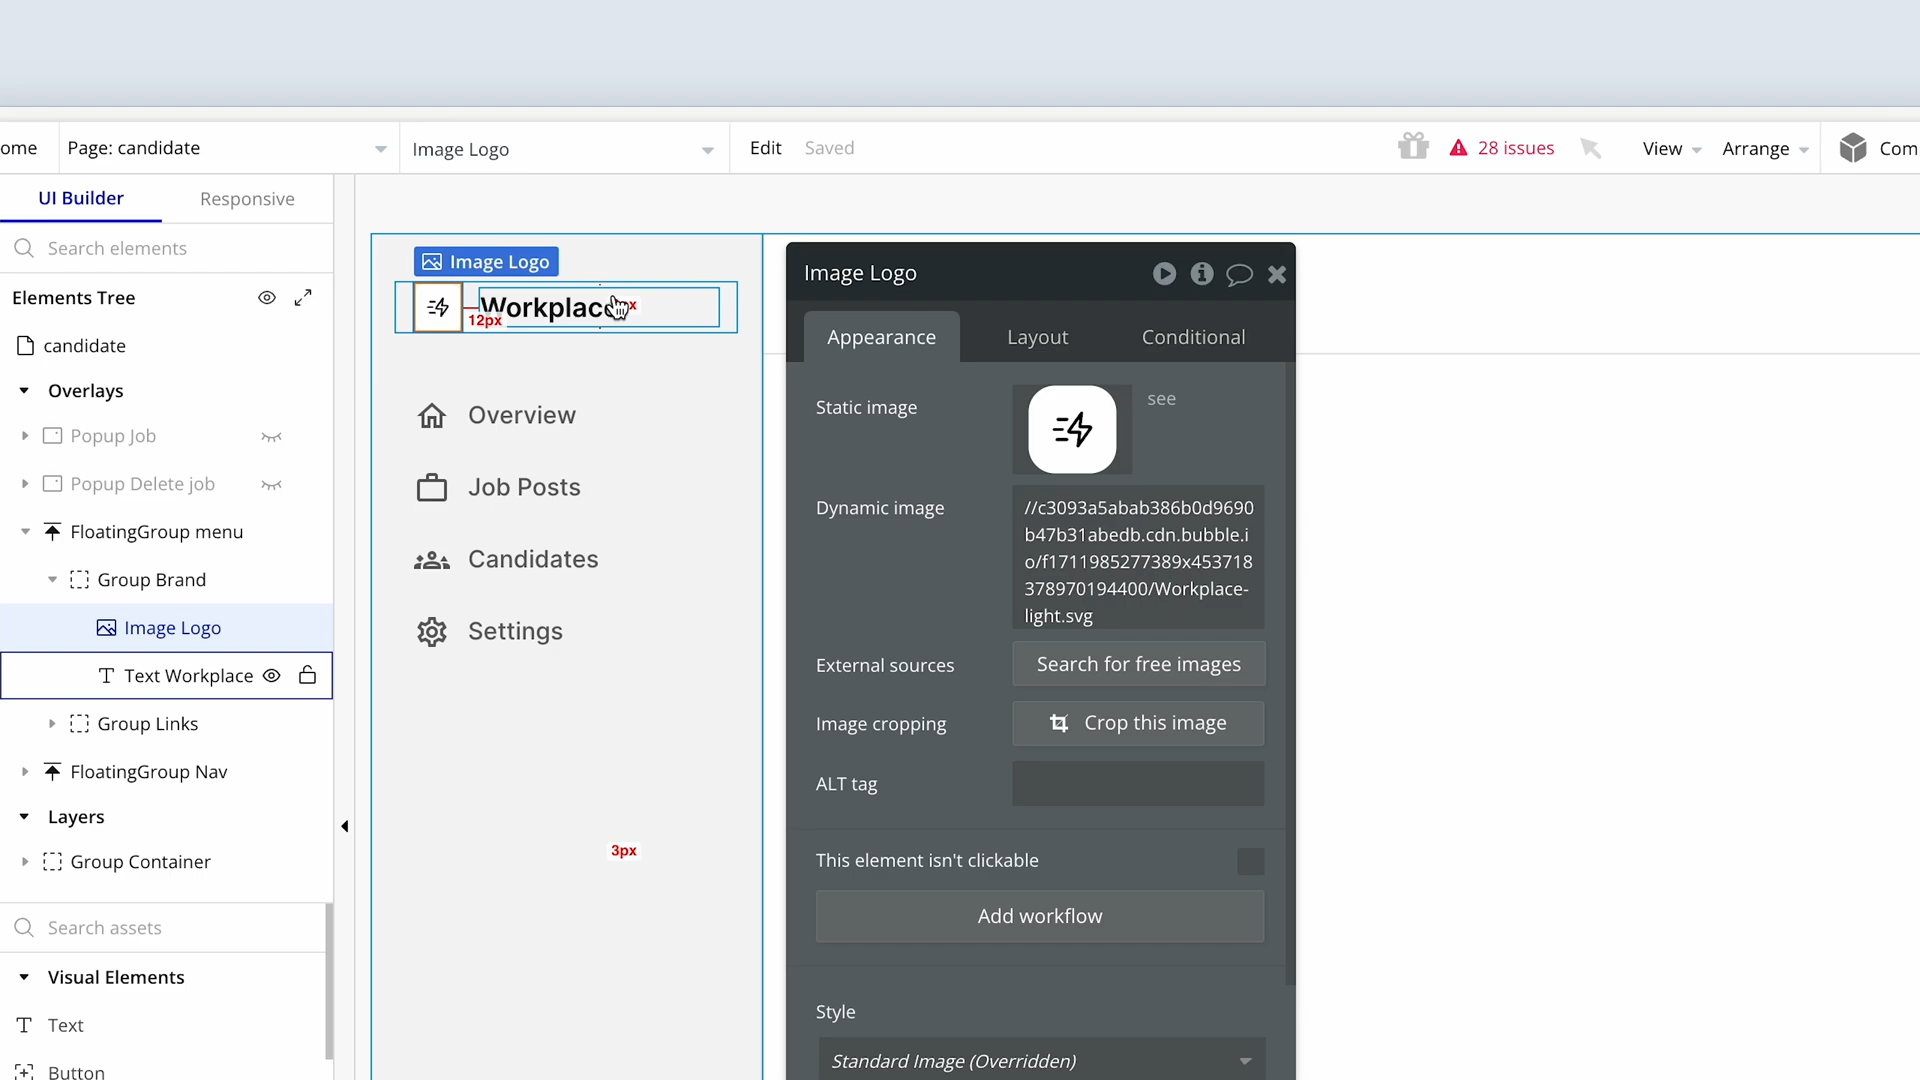 ome
Page: candidate
Image Logo
Edit
Saved
28 issues
View
Arrange
Com
UI Builder
Responsive
Search elements
Elements Tree
candidate
Overlays
Popup Job
Popup Delete job
FloatingGroup menu
Group Brand
Image Logo
Text Workplace
Group Links
FloatingGroup Nav
Layers
Group Container
Search assets
Visual Elements
Text
Button
Image Logo
Workplace
12px
Overview
Job Posts
Candidates
Settings
3px
Image Logo
Appearance
Layout
Conditional
Static image
see
Dynamic image
//c3093a5abab386b0d9690
b47b31abedb.cdn.bubble.i
o/f1711985277389x453718
378970194400/Workplace-
light.svg
External sources
Search for free images
Image cropping
Crop this image
ALT tag
This element isn't clickable
Add workflow
Style
Standard Image (Overridden)